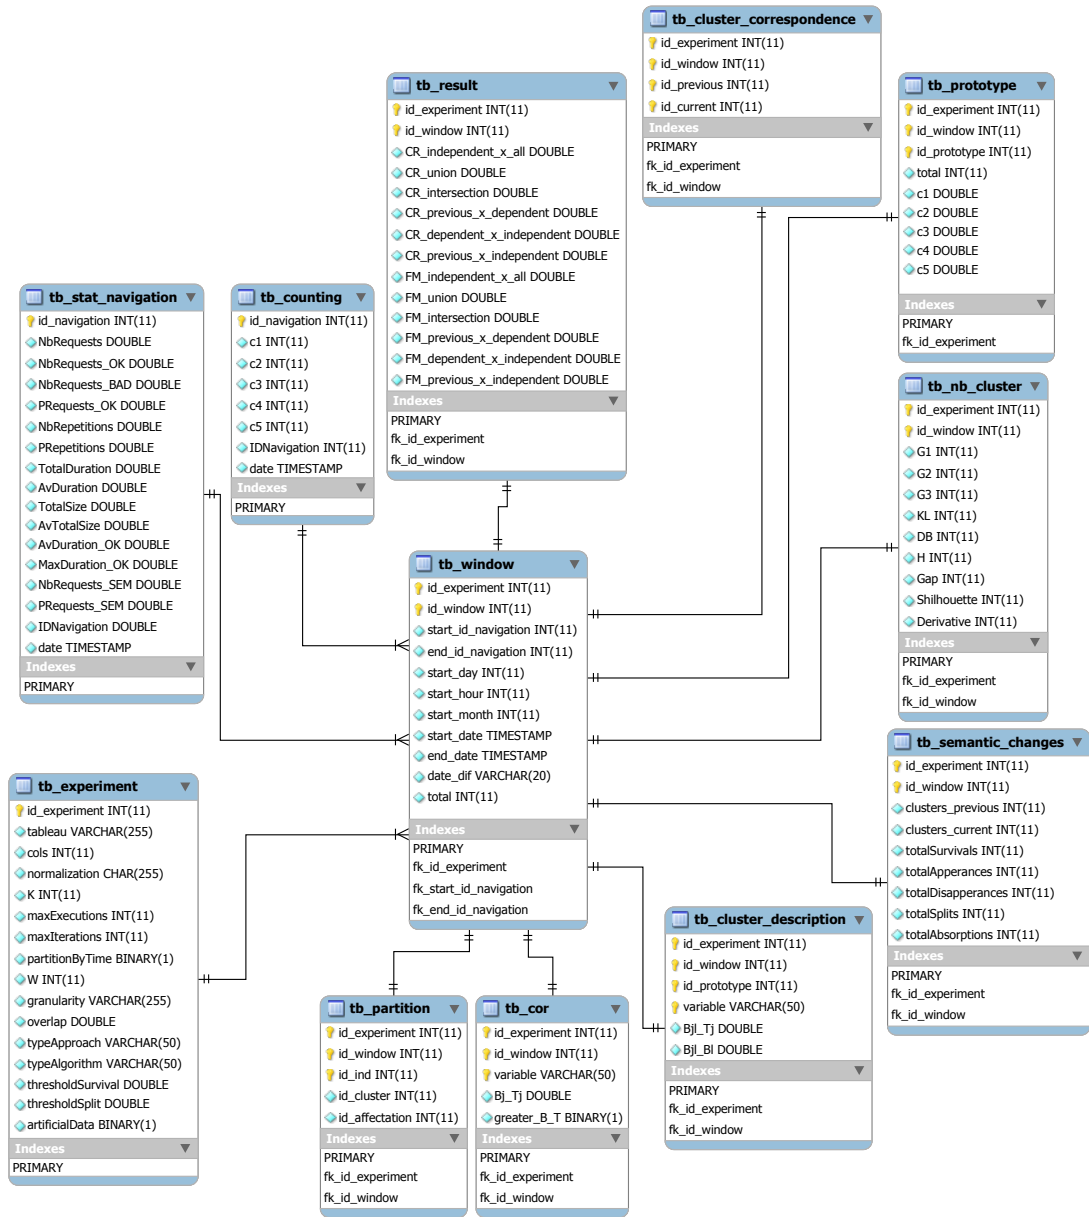 tb_cluster_correspondence
id_experiment INT(11)
id_window INT(11)
id_previous INT(11)
id_current INT(11)
Indexes
PRIMARY
fk_id_experiment
fk_id_window
tb_result
id_experiment INT(11)
id_window INT(11)
CR_independent_x_all DOUBLE
CR_union DOUBLE
CR_intersection DOUBLE
CR_previous_x_dependent DOUBLE
CR_dependent_x_independent DOUBLE
CR_previous_x_independent DOUBLE
FM_independent_x_all DOUBLE
FM_union DOUBLE
FM_intersection DOUBLE
FM_previous_x_dependent DOUBLE
FM_dependent_x_independent DOUBLE
FM_previous_x_independent DOUBLE
Indexes
PRIMARY
fk_id_experiment
fk_id_window
tb_prototype
id_experiment INT(11)
id_window INT(11)
id_prototype INT(11)
total INT(11)
c1 DOUBLE
c2 DOUBLE
c3 DOUBLE
c4 DOUBLE
c5 DOUBLE
Indexes
PRIMARY
fk_id_experiment
tb_stat_navigation
id_navigation INT(11)
NbRequests DOUBLE
NbRequests_OK DOUBLE
NbRequests_BAD DOUBLE
PRequests_OK DOUBLE
NbRepetitions DOUBLE
PRepetitions DOUBLE
TotalDuration DOUBLE
AvDuration DOUBLE
TotalSize DOUBLE
AvTotalSize DOUBLE
AvDuration_OK DOUBLE
MaxDuration_OK DOUBLE
NbRequests_SEM DOUBLE
PRequests_SEM DOUBLE
IDNavigation DOUBLE
date TIMESTAMP
Indexes
PRIMARY
tb_counting
id_navigation INT(11)
c1 INT(11)
c2 INT(11)
c3 INT(11)
c4 INT(11)
c5 INT(11)
IDNavigation INT(11)
date TIMESTAMP
Indexes
PRIMARY
tb_nb_cluster
id_experiment INT(11)
id_window INT(11)
G1 INT(11)
G2 INT(11)
G3 INT(11)
KL INT(11)
DB INT(11)
H INT(11)
Gap INT(11)
Shilhouette INT(11)
Derivative INT(11)
Indexes
PRIMARY
fk_id_experiment
fk_id_window
tb_window
id_experiment INT(11)
id_window INT(11)
start_id_navigation INT(11)
end_id_navigation INT(11)
start_day INT(11)
start_hour INT(11)
start_month INT(11)
start_date TIMESTAMP
end_date TIMESTAMP
date_dif VARCHAR(20)
total INT(11)
Indexes
PRIMARY
fk_id_experiment
fk_start_id_navigation
fk_end_id_navigation
tb_semantic_changes
id_experiment INT(11)
id_window INT(11)
clusters_previous INT(11)
clusters_current INT(11)
totalSurvivals INT(11)
totalApperances INT(11)
totalDisapperances INT(11)
totalSplits INT(11)
totalAbsorptions INT(11)
Indexes
PRIMARY
fk_id_experiment
fk_id_window
tb_experiment
id_experiment INT(11)
tableau VARCHAR(255)
cols INT(11)
normalization CHAR(255)
K INT(11)
maxExecutions INT(11)
maxIterations INT(11)
partitionByTime BINARY(1)
W INT(11)
granularity VARCHAR(255)
overlap DOUBLE
typeApproach VARCHAR(50)
typeAlgorithm VARCHAR(50)
thresholdSurvival DOUBLE
thresholdSplit DOUBLE
artificialData BINARY(1)
Indexes
PRIMARY
tb_cluster_description
id_experiment INT(11)
id_window INT(11)
id_prototype INT(11)
variable VARCHAR(50)
Bjl_Tj DOUBLE
Bjl_Bl DOUBLE
Indexes
PRIMARY
fk_id_experiment
fk_id_window
tb_partition
id_experiment INT(11)
id_window INT(11)
id_ind INT(11)
id_cluster INT(11)
id_affectation INT(11)
Indexes
PRIMARY
fk_id_experiment
fk_id_window
tb_cor
id_experiment INT(11)
id_window INT(11)
variable VARCHAR(50)
Bj_Tj DOUBLE
greater_B_T BINARY(1)
Indexes
PRIMARY
fk_id_experiment
fk_id_window